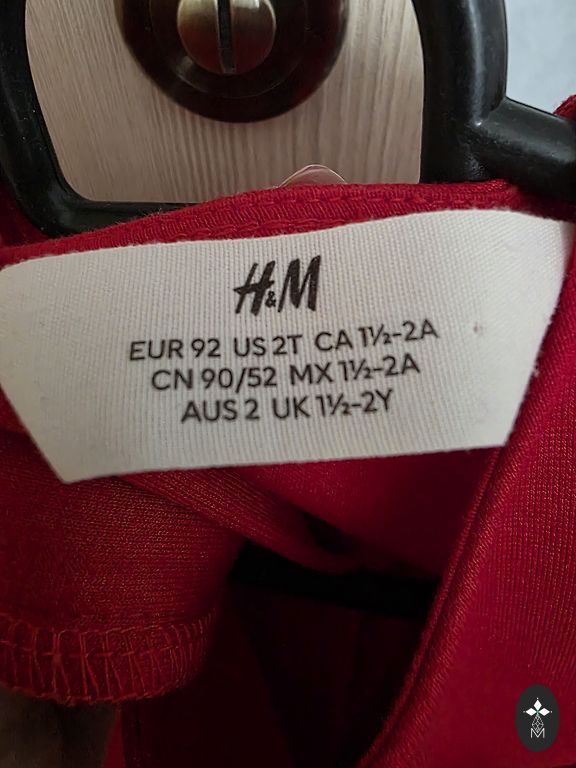 H&M
EUR 92 US 2T CA 1½-2A
CN 90/52 MX 1½-2A
AUS 2 UK 1½-2Y
M